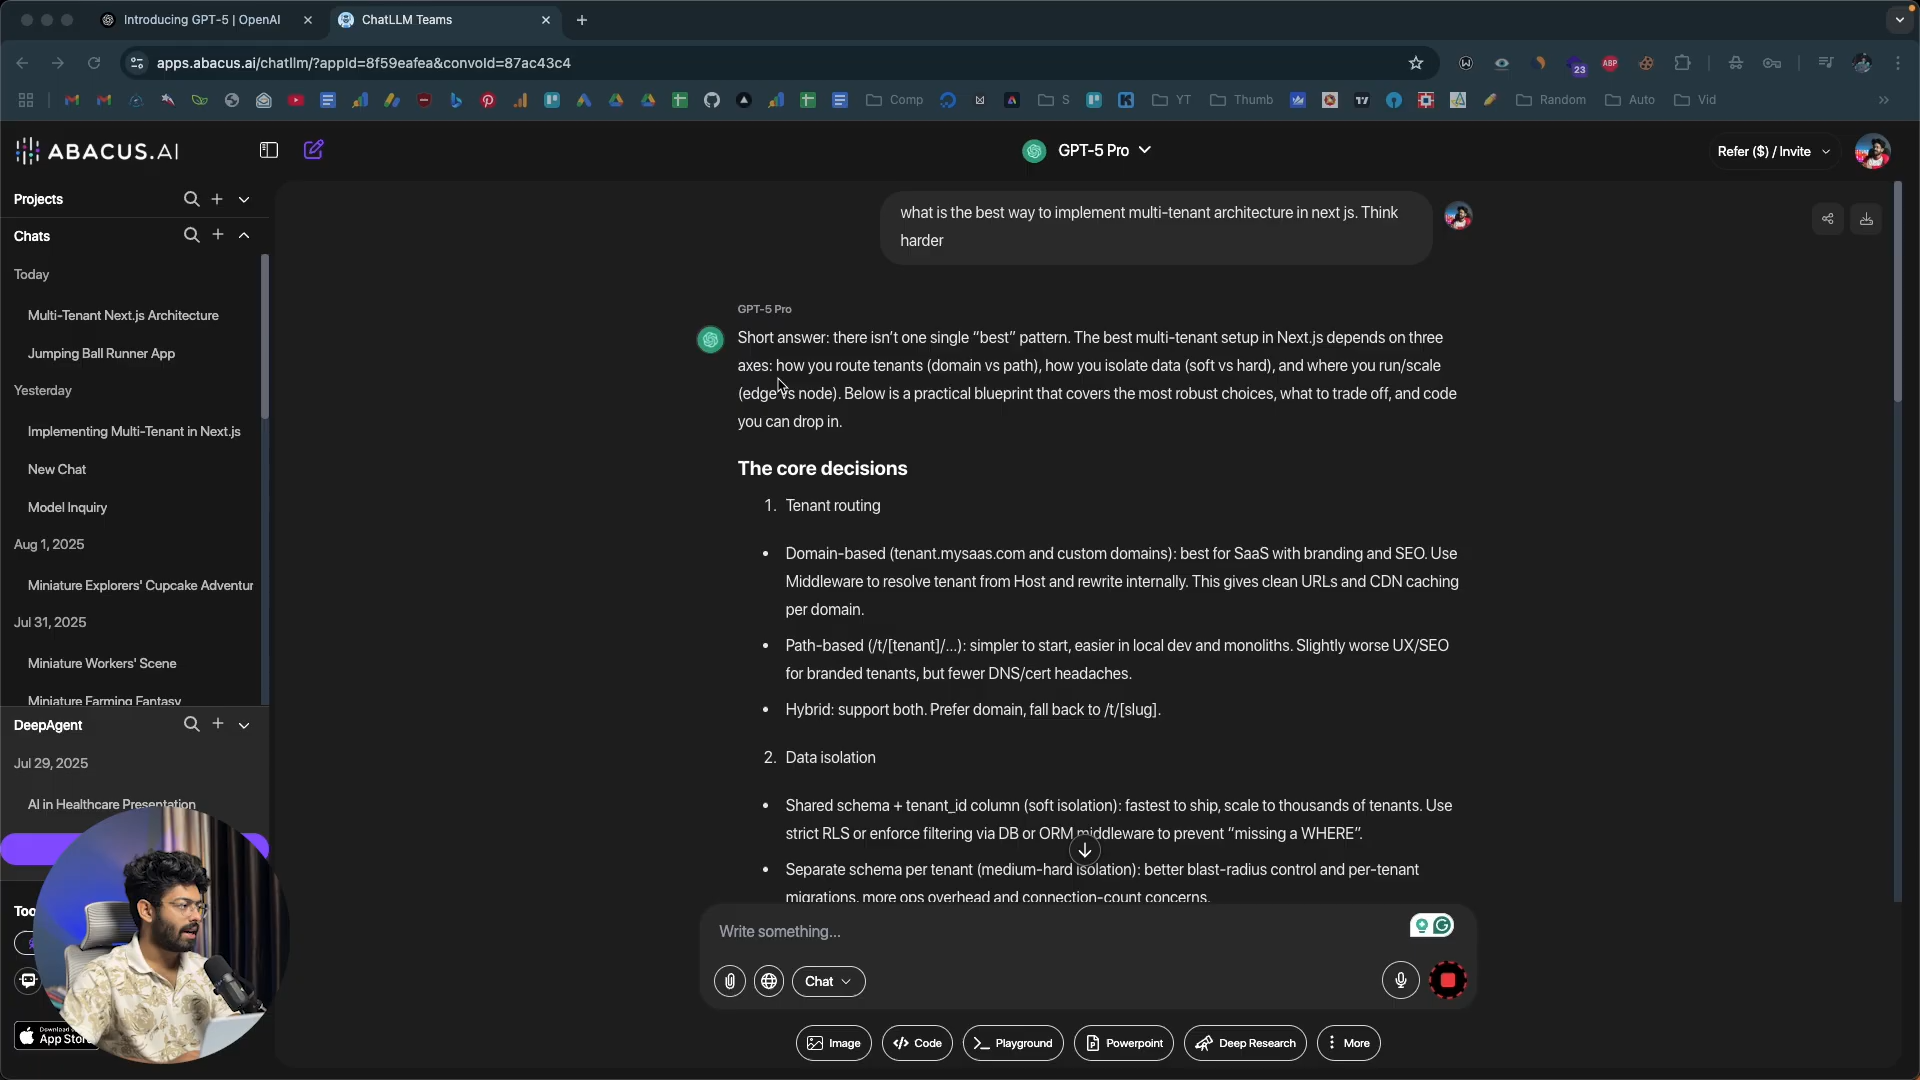 Introducing GPT-5 | OpenAI
ChatLLM Teams
apps.abacus.ai/chatllm/?appId=8f59eafea&convoId=87ac43c4
23
ABP
Comp
S
YT
Thumb
Random
Auto
Vid
ABACUS.AI
GPT-5 Pro
Refer ($) / Invite
Projects
Chats
Today
Multi-Tenant Next.js Architecture
Jumping Ball Runner App
Yesterday
Implementing Multi-Tenant in Next.js
New Chat
Model Inquiry
Aug 1, 2025
Miniature Explorers' Cupcake Adventur
Jul 31, 2025
Miniature Workers' Scene
Miniature Farming Fantasy
DeepAgent
Jul 29, 2025
AI in Healthcare Presentation
App Store
what is the best way to implement multi-tenant architecture in next js. Think
harder
GPT-5 Pro
Short answer: there isn’t one single “best” pattern. The best multi-tenant setup in Next.js depends on three
axes: how you route tenants (domain vs path), how you isolate data (soft vs hard), and where you run/scale
(edge vs node). Below is a practical blueprint that covers the most robust choices, what to trade off, and code
you can drop in.
The core decisions
1. Tenant routing
• Domain-based (tenant.mysaas.com and custom domains): best for SaaS with branding and SEO. Use
Middleware to resolve tenant from Host and rewrite internally. This gives clean URLs and CDN caching
per domain.
• Path-based (/t/[tenant]/...): simpler to start, easier in local dev and monoliths. Slightly worse UX/SEO
for branded tenants, but fewer DNS/cert headaches.
• Hybrid: support both. Prefer domain, fall back to /t/[slug].
2. Data isolation
• Shared schema + tenant_id column (soft isolation): fastest to ship, scale to thousands of tenants. Use
strict RLS or enforce filtering via DB or ORM middleware to prevent “missing a WHERE”.
• Separate schema per tenant (medium-hard isolation): better blast-radius control and per-tenant
migrations, more ops overhead and connection-count concerns.
Write something...
Chat
Image
Code
Playground
Powerpoint
Deep Research
More